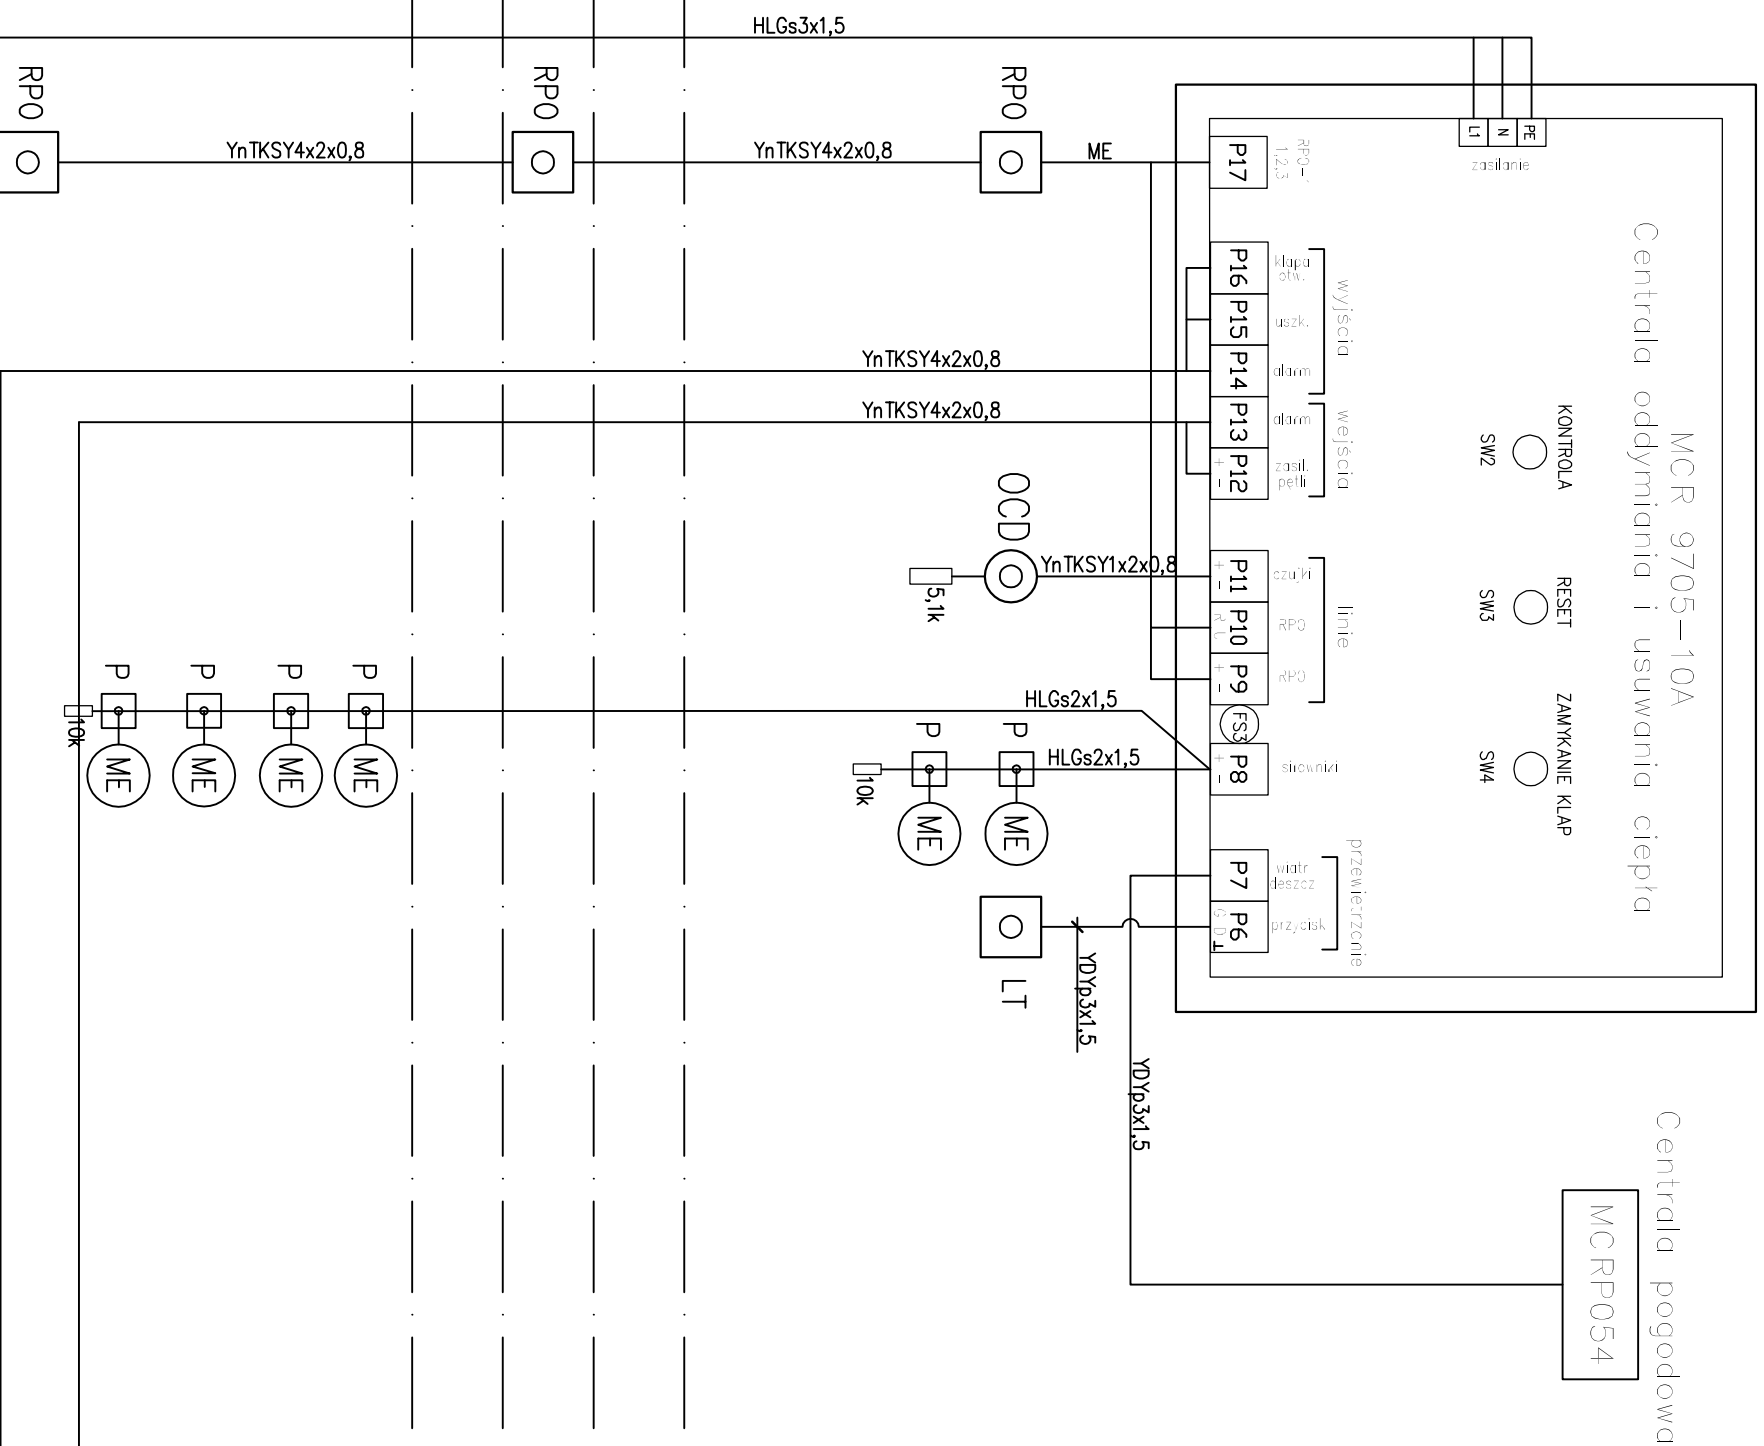 HLGs3x1,5
RPO
RPO
RPO
YnTKSY4x2x0,8
YnTKSY4x2x0,8
ME
L1
N
PE
zasilanie
P17
RPO-
1,2,3
P16
klapa
otw.
P15
uszk.
P14
alarm
wyjścia
P13
alarm
P12
+ -
zasil.
pętli
wejścia
YnTKSY4x2x0,8
YnTKSY4x2x0,8
MCR 9705-10A
Centrala oddymiania i usuwania ciepła
KONTROLA
SW2
RESET
SW3
ZAMYKANIE KLAP
SW4
OCD
YnTKSY1x2x0,8
5,1k
P11
+ -
czujki
P10
RPO
P9
+ -
RPO
linie
FS3
P8
+ -
siłowniki
HLGs2x1,5
HLGs2x1,5
P
P
P
P
P
P
ME
ME
ME
ME
ME
ME
10k
10k
P7
wiatr
deszcz
P6
G D
przycisk
przewietrzanie
LT
YDYp3x1,5
YDYp3x1,5
Centrala pogodowa
MCRP054